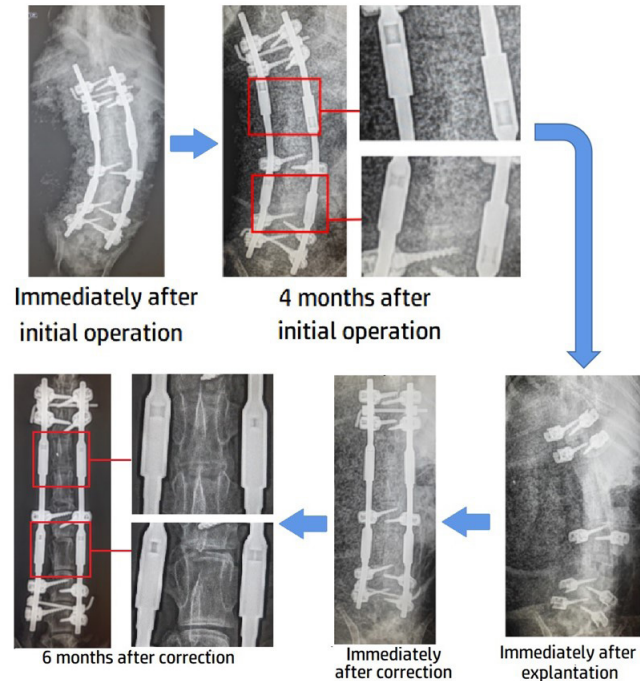 Immediately after
initial operation
4 months after
initial operation
6 months after correction
Immediately
after correction
Immediately after
explantation